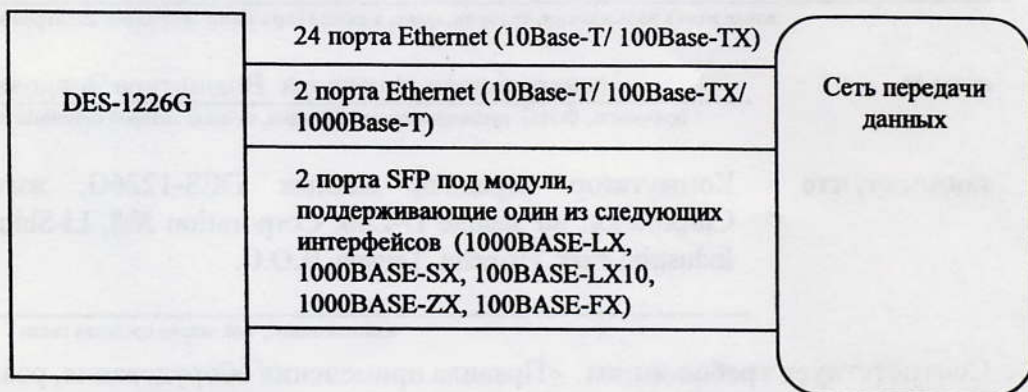 24 порта Ethernet (10Base-T/ 100Base-TX)
DES-1226G
2 порта Ethernet (10Base-T/ 100Base-TX/
1000Base-T)
Сеть передачи
данных
2 порта SFP под модули,
поддерживающие один из следующих
интерфейсов (1000BASE-LX,
1000BASE-SX, 100BASE-LX10,
1000BASE-ZX, 100BASE-FX)